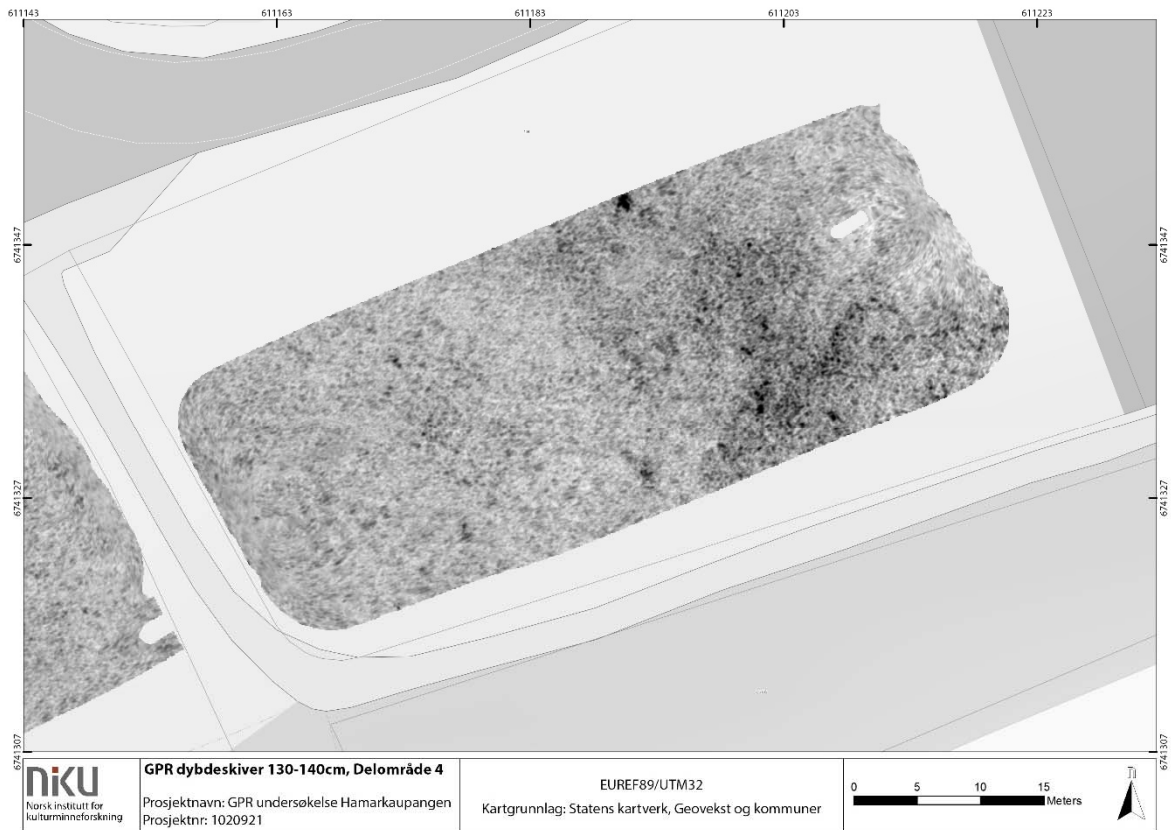 611143 611163 611183 611203 611223
6741347 6741347
6741327 6741327
6741307 6741307
niku
Norsk institutt for
kulturminneforskning
GPR dybdeskiver 130-140cm, Delområde 4
Prosjektnavn: GPR undersøkelse Hamarkaupangen
Prosjektnr: 1020921
EUREF89/UTM32
Kartgrunnlag: Statens kartverk, Geovekst og kommuner
0 5 10 15
Meters